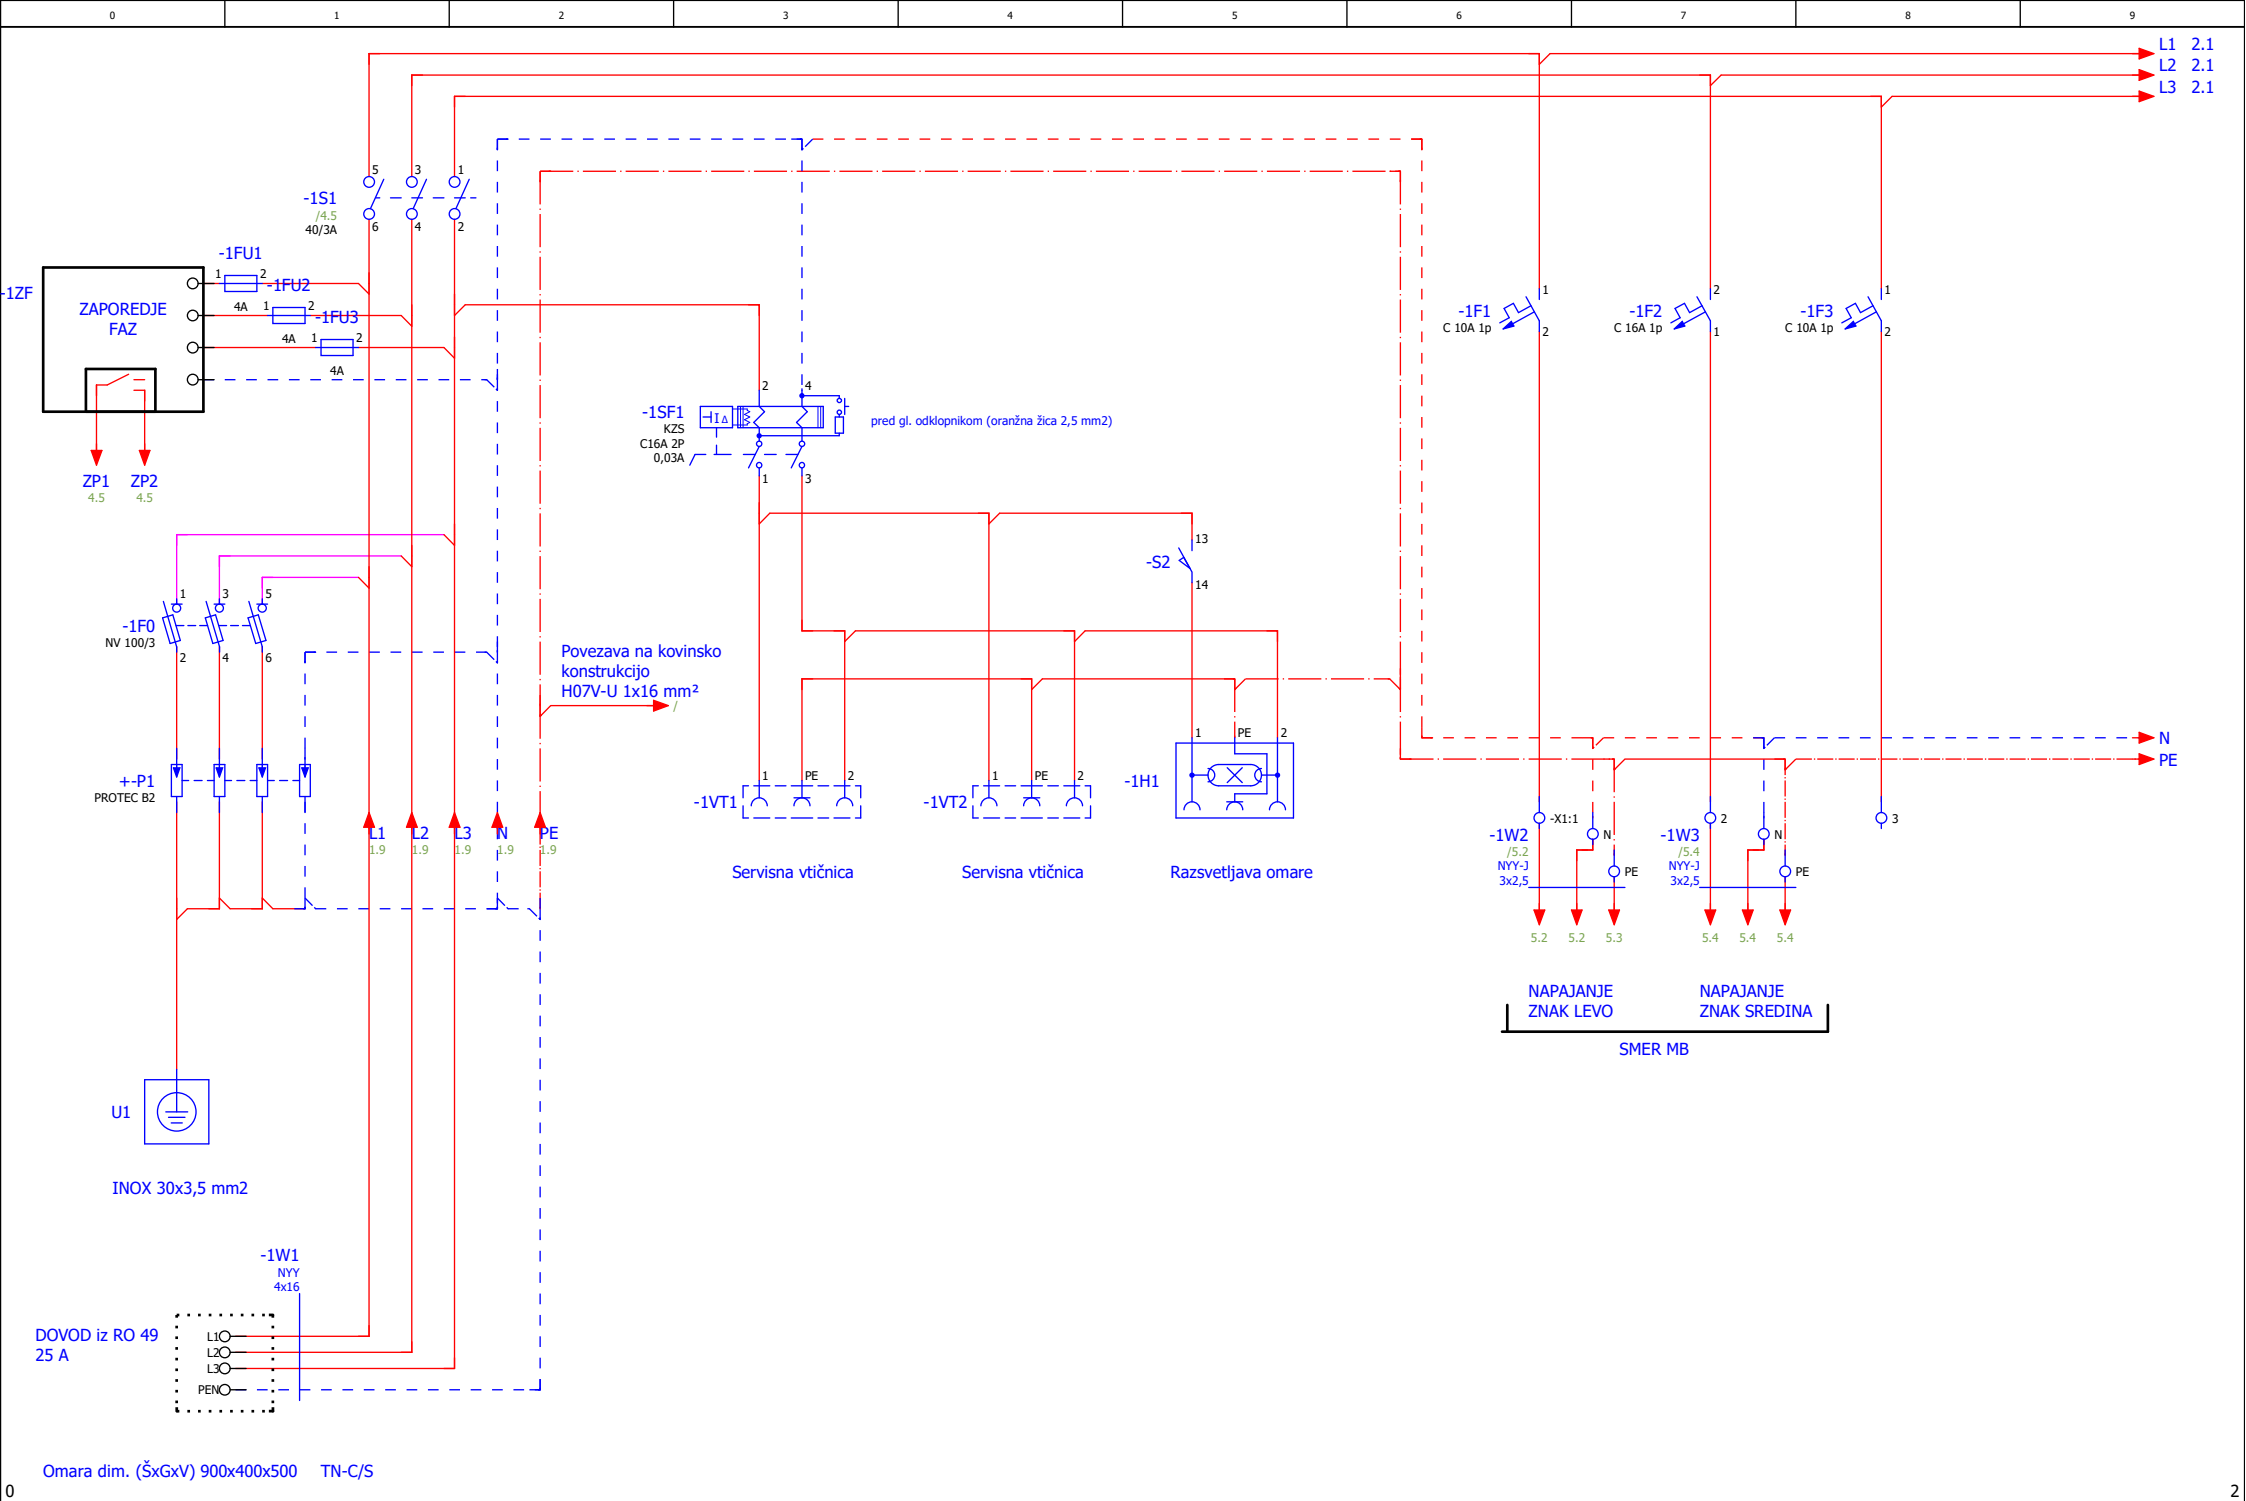 0 1 2 3 4 5 6 7 8 9
L1 2.1
L2 2.1
L3 2.1
5 3 1
-1S1
/4.5
40/3A
6 4 2
-1FU1
1 2
4A
-1FU2
1 2
4A
-1FU3
1 2
4A
-1ZF
ZAPOREDJE
FAZ
ZP1 ZP2
4.5 4.5
2 4
-1SF1
KZS
C16A 2P
0,03A
I Δ
1 3
pred gl. odklopnikom (oranžna žica 2,5 mm2)
1
-1F1
C 10A 1p
2
2
-1F2
C 16A 1p
1
1
-1F3
C 10A 1p
2
13
-S2
14
1 3 5
-1F0
NV 100/3
2 4 6
Povezava na kovinsko
konstrukcijo
H07V-U 1x16 mm²
/
+-P1
PROTEC B2
L1 L2 L3 N PE
1.9 1.9 1.9 1.9 1.9
1 PE 2
-1VT1
Servisna vtičnica
1 PE 2
-1VT2
Servisna vtičnica
1 PE 2
-1H1
Razsvetljava omare
N
PE
-X1:1
N
PE
-1W2
/5.2
NYY-J
3x2,5
5.2 5.2 5.3
2
N
PE
-1W3
/5.4
NYY-J
3x2,5
5.4 5.4 5.4
3
NAPAJANJE
ZNAK LEVO
NAPAJANJE
ZNAK SREDINA
SMER MB
U1
INOX 30x3,5 mm2
-1W1
NYY
4x16
DOVOD iz RO 49
25 A
L1
L2
L3
PEN
Omara dim. (ŠxGxV) 900x400x500 TN-C/S
0 2